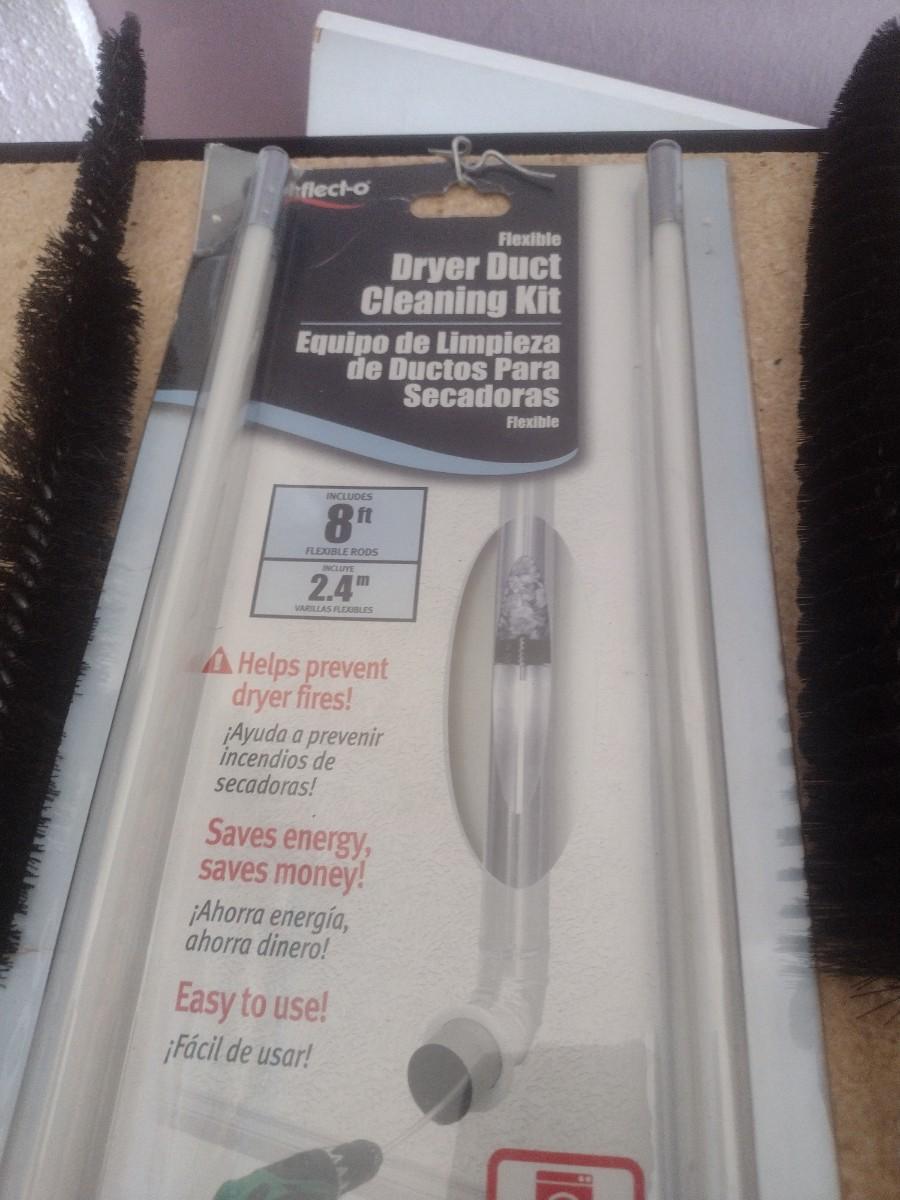 flect-o
Flexible
Dryer Duct
Cleaning Kit
Equipo de Limpieza
de Ductos Para
Secadoras
Flexible
INCLUDES
8 ft
FLEXIBLE RODS
INCLUYE
2.4 m
VARILLAS FLEXIBLES
Helps prevent
dryer fires!
¡Ayuda a prevenir
incendios de
secadoras!
Saves energy,
saves money!
¡Ahorra energía,
ahorra dinero!
Easy to use!
¡Fácil de usar!